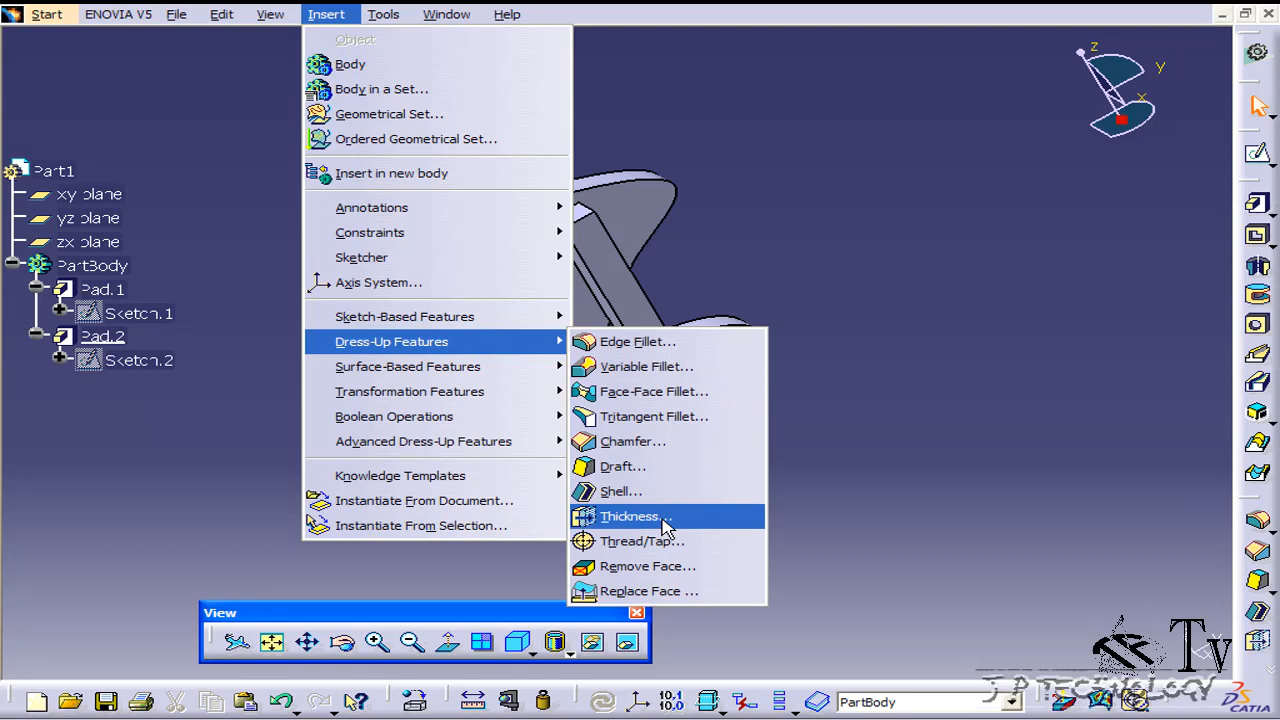 Start ENOVIA V5 File Edit View Insert Tools Window Help
Object
Body
Body in a Set...
Geometrical Set...
Ordered Geometrical Set...
Insert in new body
Annotations
Constraints
Sketcher
Axis System...
Sketch-Based Features
Dress-Up Features
Surface-Based Features
Transformation Features
Boolean Operations
Advanced Dress-Up Features
Knowledge Templates
Instantiate From Document...
Instantiate From Selection...
Edge Fillet...
Variable Fillet...
Face-Face Fillet...
Tritangent Fillet...
Chamfer...
Draft...
Shell...
Thickness...
Thread/Tap...
Remove Face...
Replace Face ...
Part1
xy plane
yz plane
zx plane
PartBody
Pad.1
Sketch.1
Pad.2
Sketch.2
z
y
x
View
Tv
JP TECHNOLOGY
PartBody
CATIA